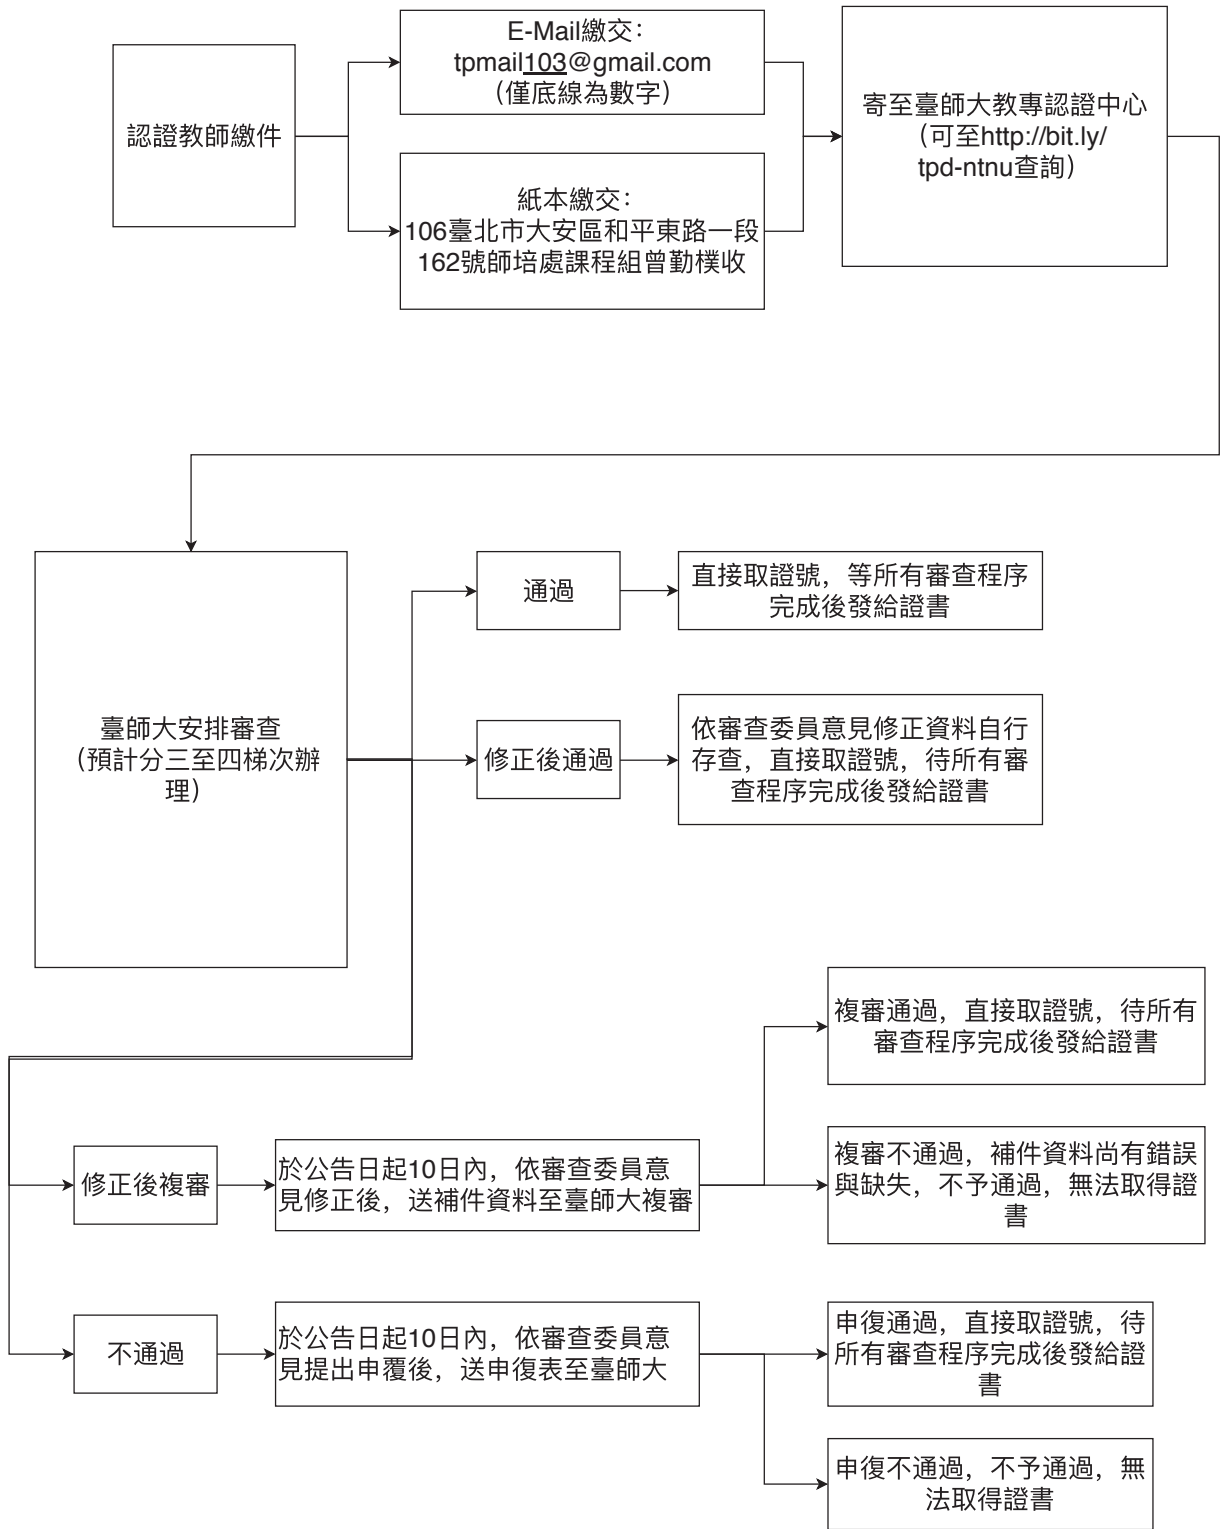 認證教師繳件
E-Mail繳交：
tpmail103@gmail.com
（僅底線為數字）
紙本繳交：
106臺北市大安區和平東路一段
162號師培處課程組曾勤樸收
寄至臺師大教專認證中心
（可至http://bit.ly/
tpd-ntnu查詢）
臺師大安排審查
（預計分三至四梯次辦
理）
通過
直接取證號，等所有審查程序
完成後發給證書
修正後通過
依審查委員意見修正資料自行
存查，直接取證號，待所有審
查程序完成後發給證書
修正後複審
於公告日起10日內，依審查委員意
見修正後，送補件資料至臺師大複審
複審通過，直接取證號，待所有
審查程序完成後發給證書
複審不通過，補件資料尚有錯誤
與缺失，不予通過，無法取得證
書
不通過
於公告日起10日內，依審查委員意
見提出申覆後，送申復表至臺師大
申復通過，直接取證號，待
所有審查程序完成後發給證
書
申復不通過，不予通過，無
法取得證書